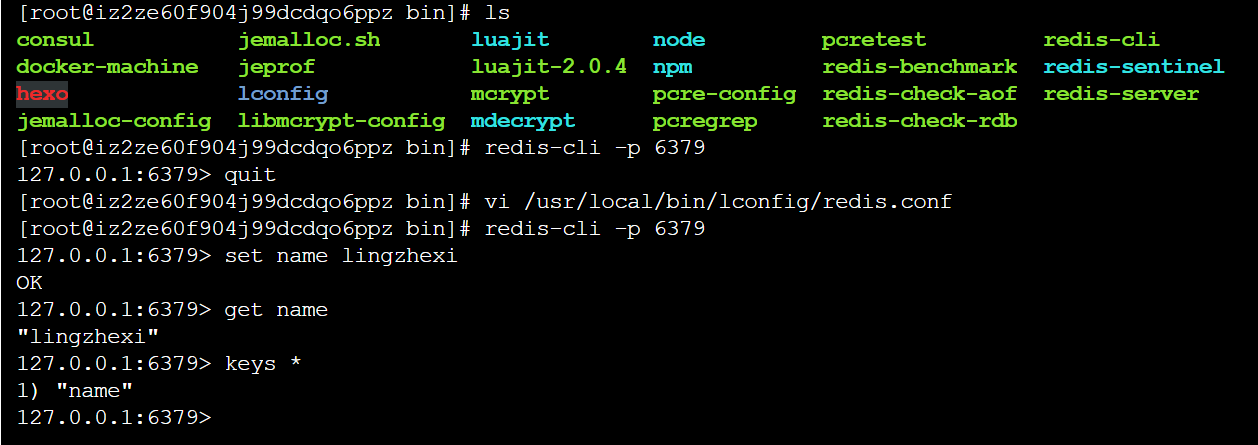 [root@iz2ze60f904j99dcdqo6ppz bin]# ls
consul jemalloc.sh luajit node pcretest redis-cli
docker-machine jeprof luajit-2.0.4 npm redis-benchmark redis-sentinel
hexo lconfig mcrypt pcre-config redis-check-aof redis-server
jemalloc-config libmcrypt-config mdecrypt pcregrep redis-check-rdb
[root@iz2ze60f904j99dcdqo6ppz bin]# redis-cli -p 6379
127.0.0.1:6379> quit
[root@iz2ze60f904j99dcdqo6ppz bin]# vi /usr/local/bin/lconfig/redis.conf
[root@iz2ze60f904j99dcdqo6ppz bin]# redis-cli -p 6379
127.0.0.1:6379> set name lingzhexi
OK
127.0.0.1:6379> get name
"lingzhexi"
127.0.0.1:6379> keys *
1) "name"
127.0.0.1:6379>